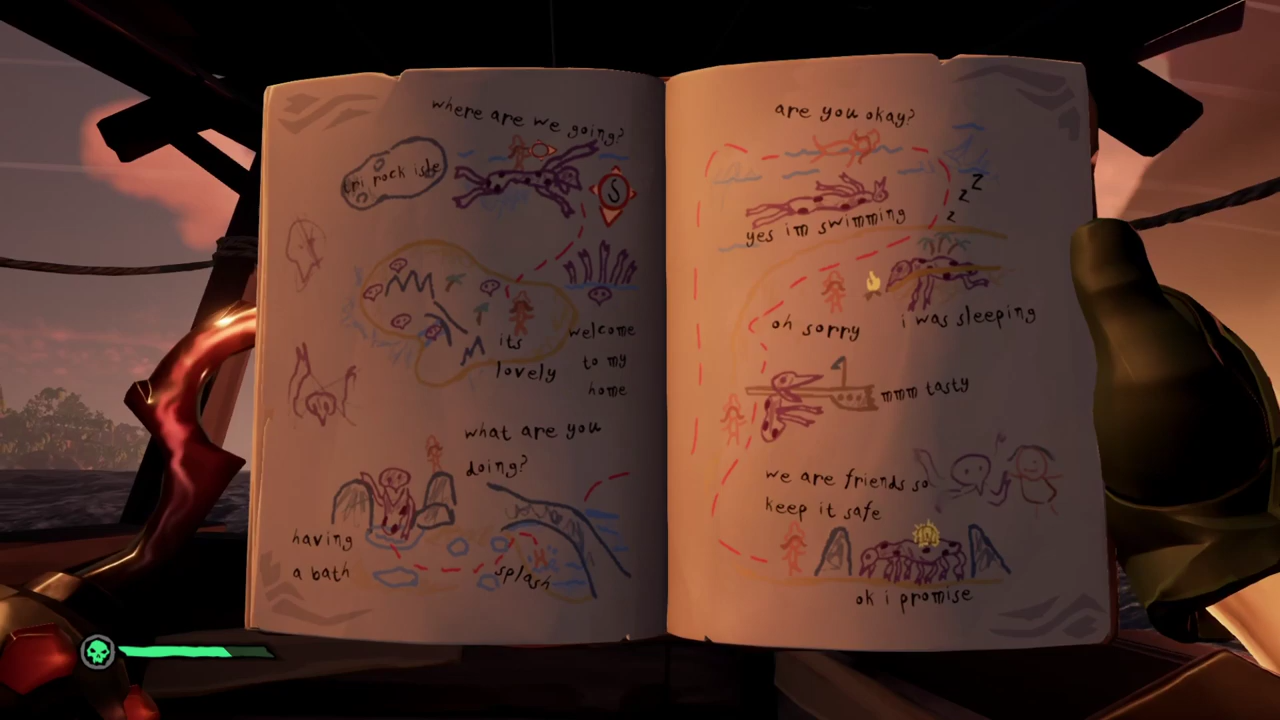 where are we going?
tri rock isle
S
its
lovely
welcome
to my
home
what are you
doing?
having
a bath
splash
are you okay?
z z Z
yes im swimming
oh sorry
i was sleeping
mmm tasty
we are friends so
keep it safe
ok i promise